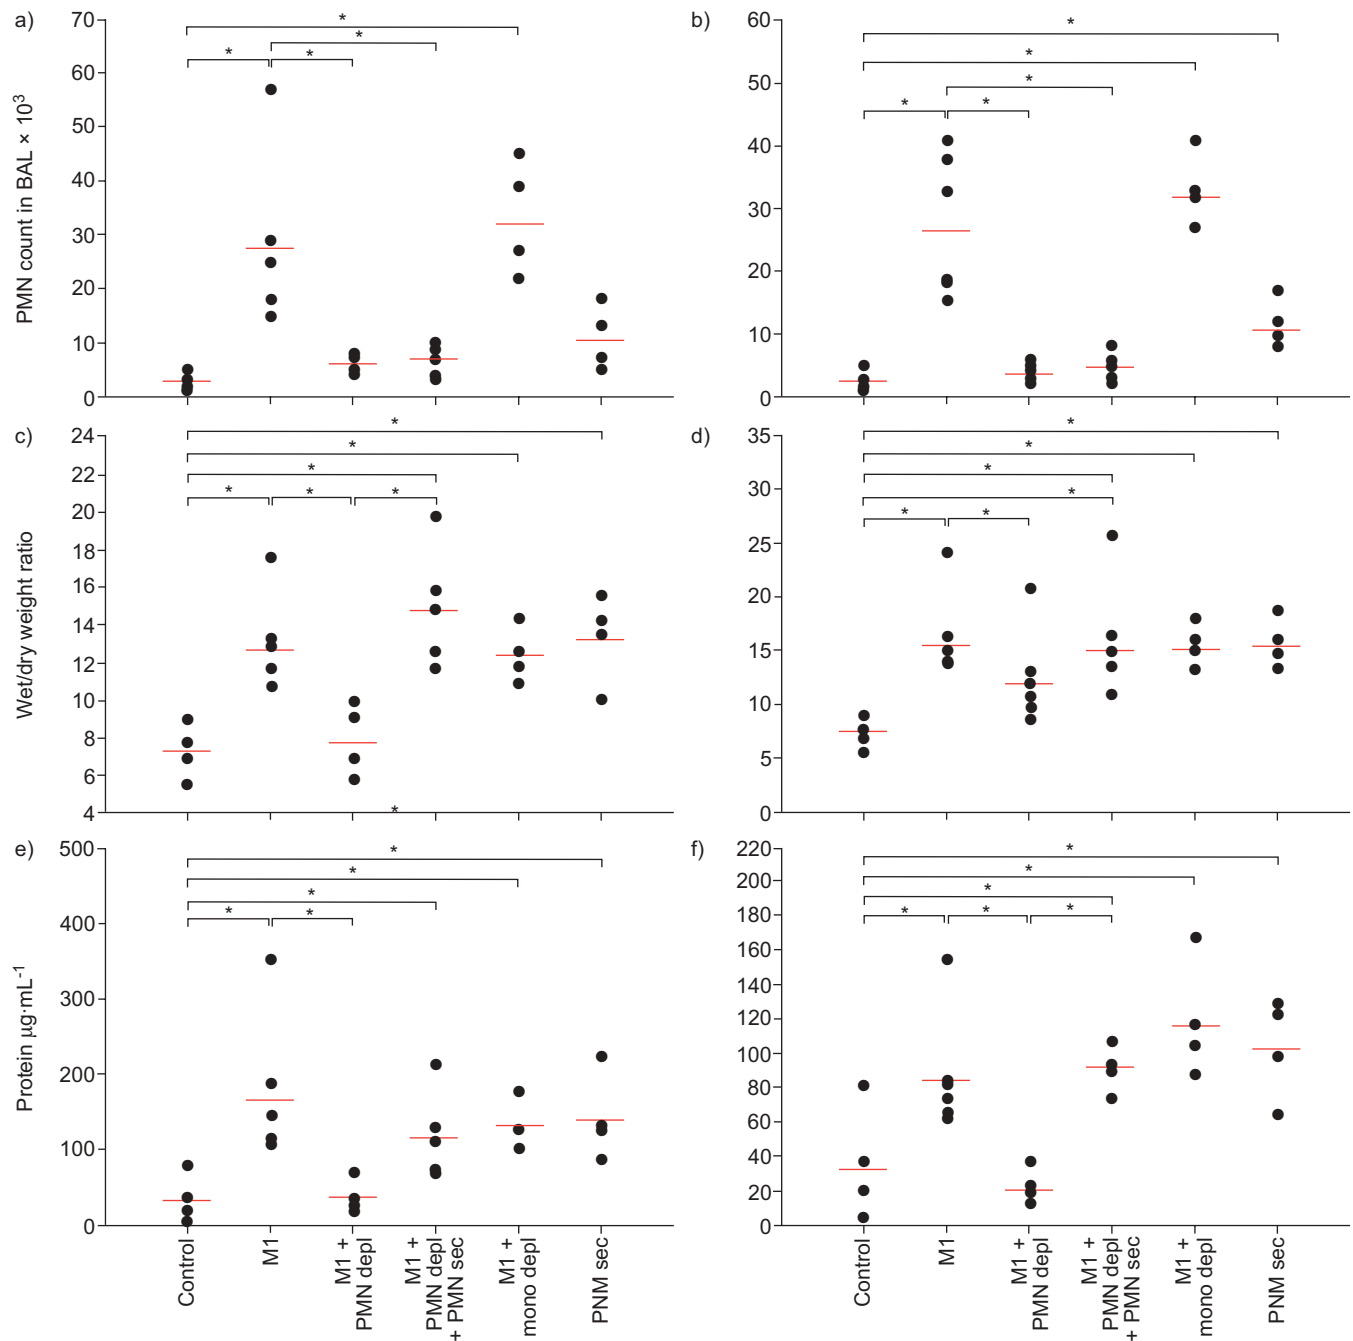 a)
PMN count in BAL × 10³
70
60
50
40
30
20
10
0
*
*
*
*
b)
60
50
40
30
20
10
0
*
*
*
*
*
c)
Wet/dry weight ratio
24
22
20
18
16
14
12
10
8
6
4
*
*
*
*
*
*
*
d)
35
30
25
20
15
10
5
0
*
*
*
*
*
*
e)
Protein µg·mL⁻¹
500
400
300
200
100
0
*
*
*
*
*
f)
220
200
180
160
140
120
100
80
60
40
20
0
*
*
*
*
*
*
Control
M1
M1 +
PMN depl
M1 +
PMN depl
+ PMN sec
M1 +
mono depl
PNM sec
Control
M1
M1 +
PMN depl
M1 +
PMN depl
+ PMN sec
M1 +
mono depl
PNM sec